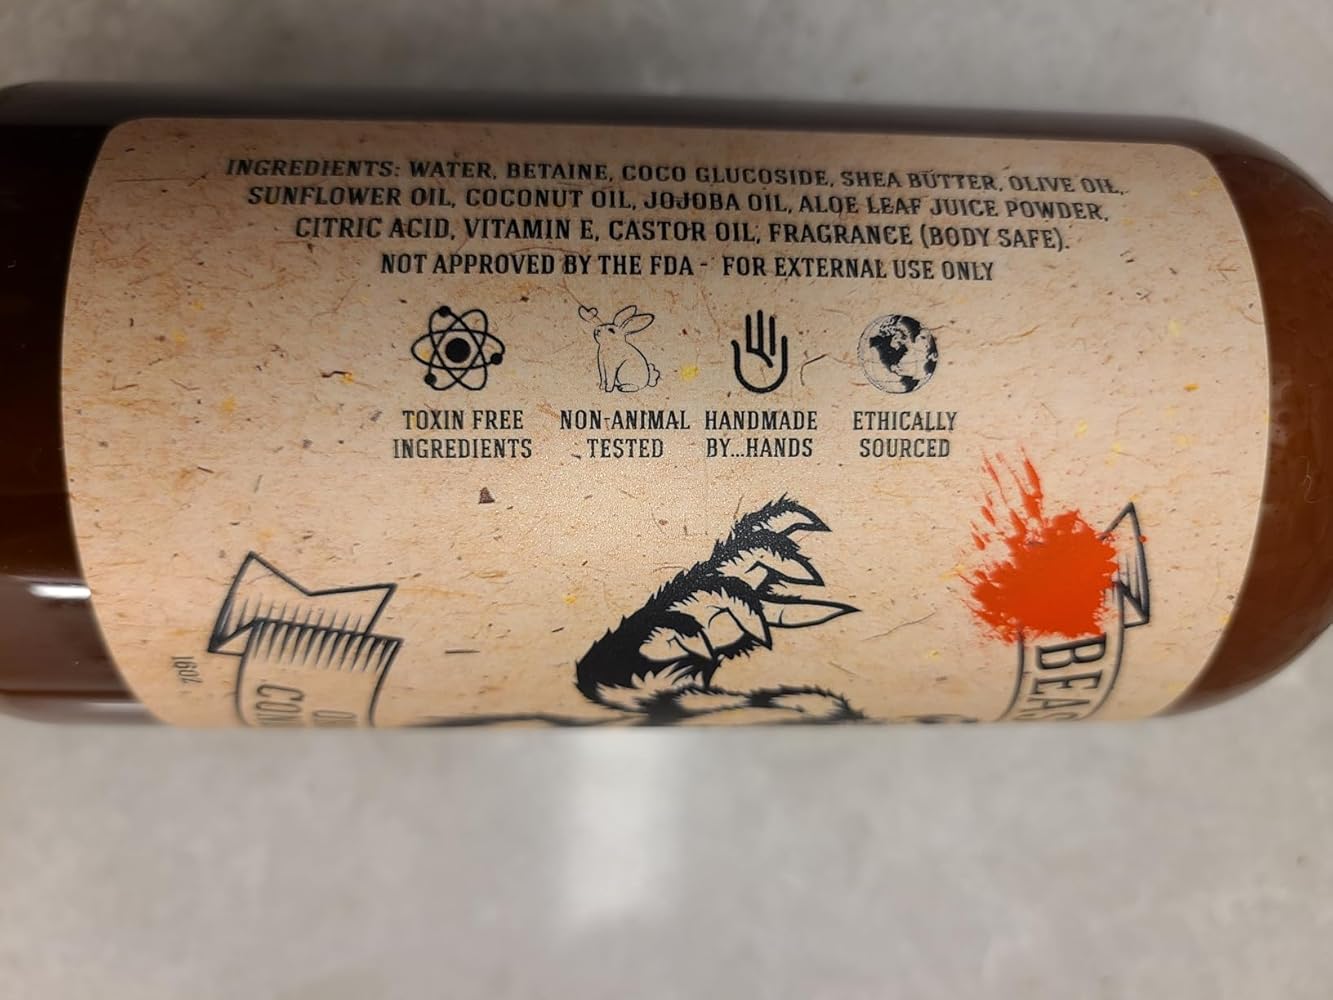 INGREDIENTS: WATER, BETAINE, COCO GLUCOSIDE, SHEA BUTTER, OLIVE OIL,
SUNFLOWER OIL, COCONUT OIL, JOJOBA OIL, ALOE LEAF JUICE POWDER,
CITRIC ACID, VITAMIN E, CASTOR OIL, FRAGRANCE (BODY SAFE).
NOT APPROVED BY THE FDA - FOR EXTERNAL USE ONLY
TOXIN FREE
INGREDIENTS
NON-ANIMAL
TESTED
HANDMADE
BY...HANDS
ETHICALLY
SOURCED
16OZ